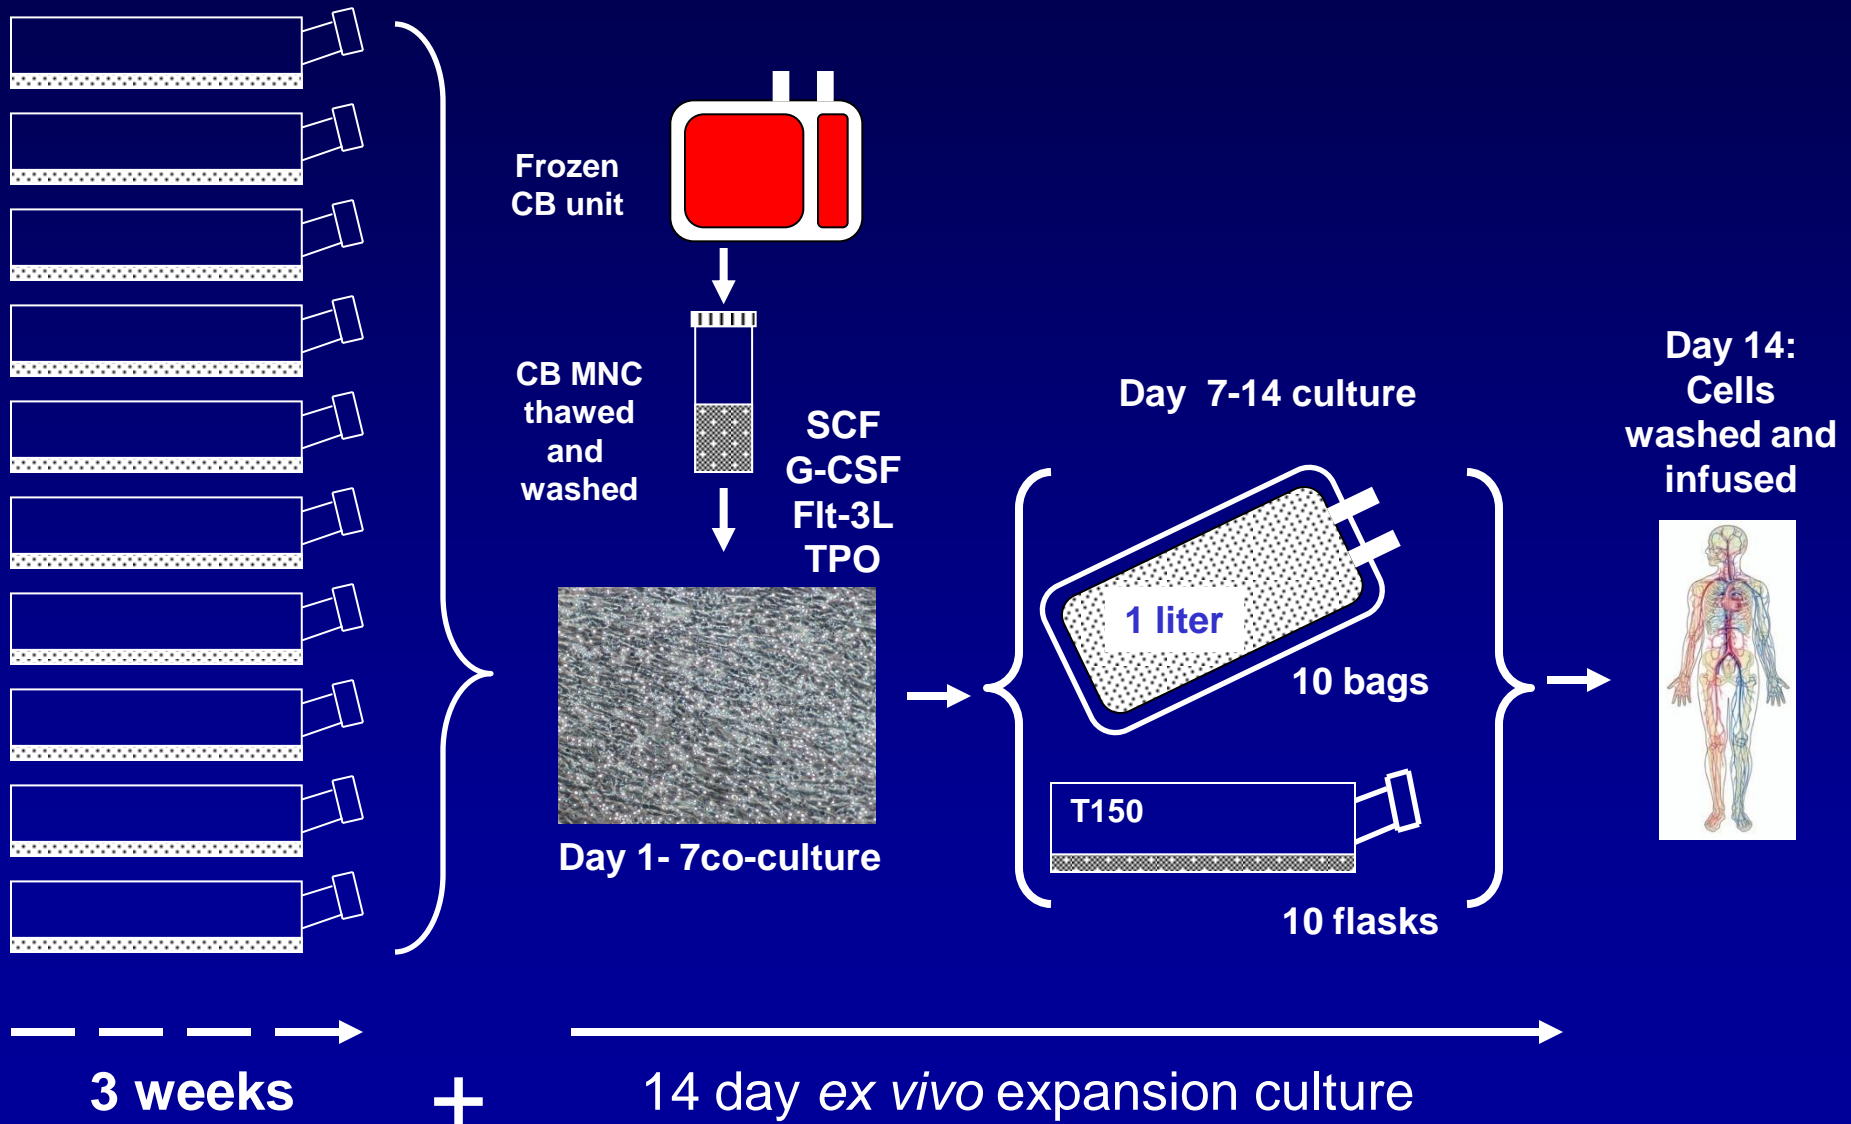 Frozen
CB unit
CB MNC
thawed
and
washed
SCF
G-CSF
Flt-3L
TPO
Day 1- 7co-culture
Day 7-14 culture
1 liter
10 bags
T150
10 flasks
Day 14:
Cells
washed and
infused
3 weeks
+
14 day ex vivo expansion culture